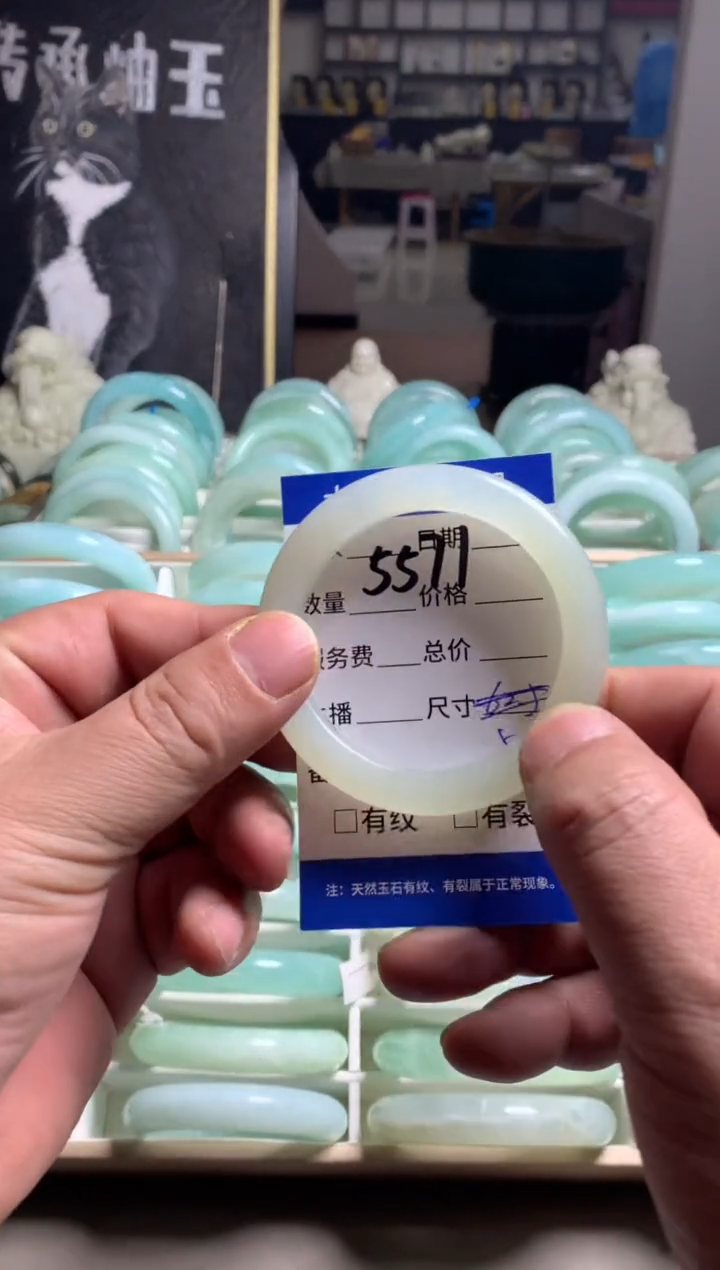 传承岫玉
日期
5571
数量 价格
服务费 总价
播 尺寸
□有纹 □有裂
注：天然玉石有纹、有裂属于正常现象。